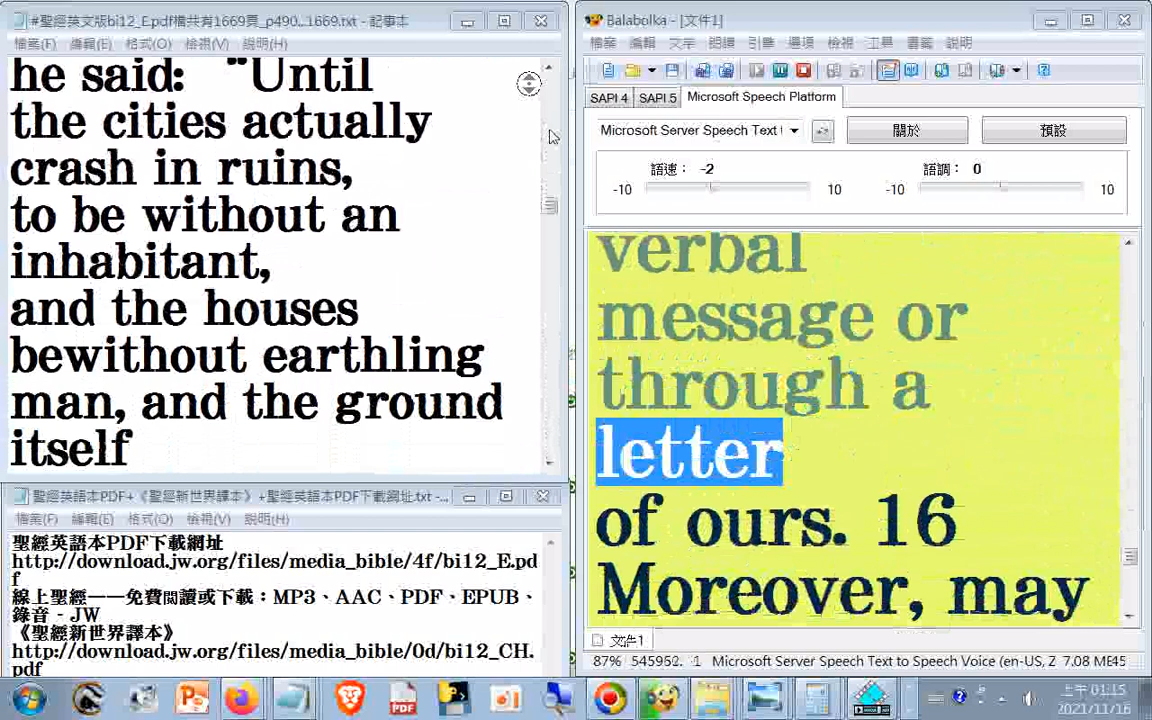 #聖經英文版bi12_E.pdf檔共有1669頁_p490...1669.txt - 記事本
檔案(F) 編輯(E) 格式(O) 檢視(V) 說明(H)
he said: "Until
the cities actually
crash in ruins,
to be without an
inhabitant,
and the houses
bewithout earthling
man, and the ground
itself
聖經英語本PDF+《聖經新世界譯本》+聖經英語本PDF下載網址.txt - ...
檔案(F) 編輯(E) 格式(O) 檢視(V) 說明(H)
聖經英語本PDF下載網址
http://download.jw.org/files/media_bible/4f/bi12_E.pd
f
線上聖經——免費閱讀或下載：MP3、AAC、PDF、EPUB、
錄音 - JW
《聖經新世界譯本》
http://download.jw.org/files/media_bible/0d/bi12_CH.
pdf
Balabolka - [文件1]
檔案 編輯 文字 朗讀 引擎 選項 檢視 工具 書籤 說明
SAPI 4 SAPI 5 Microsoft Speech Platform
Microsoft Server Speech Text 關於 預設
語速： -2 語調： 0
-10 10 -10 10
verbal
message or
through a
letter
of ours. 16
Moreover, may
文件1
87% 545952: 1 Microsoft Server Speech Text to Speech Voice (en-US, Z 7.08 ME45
上午 01:15
2021/11/16